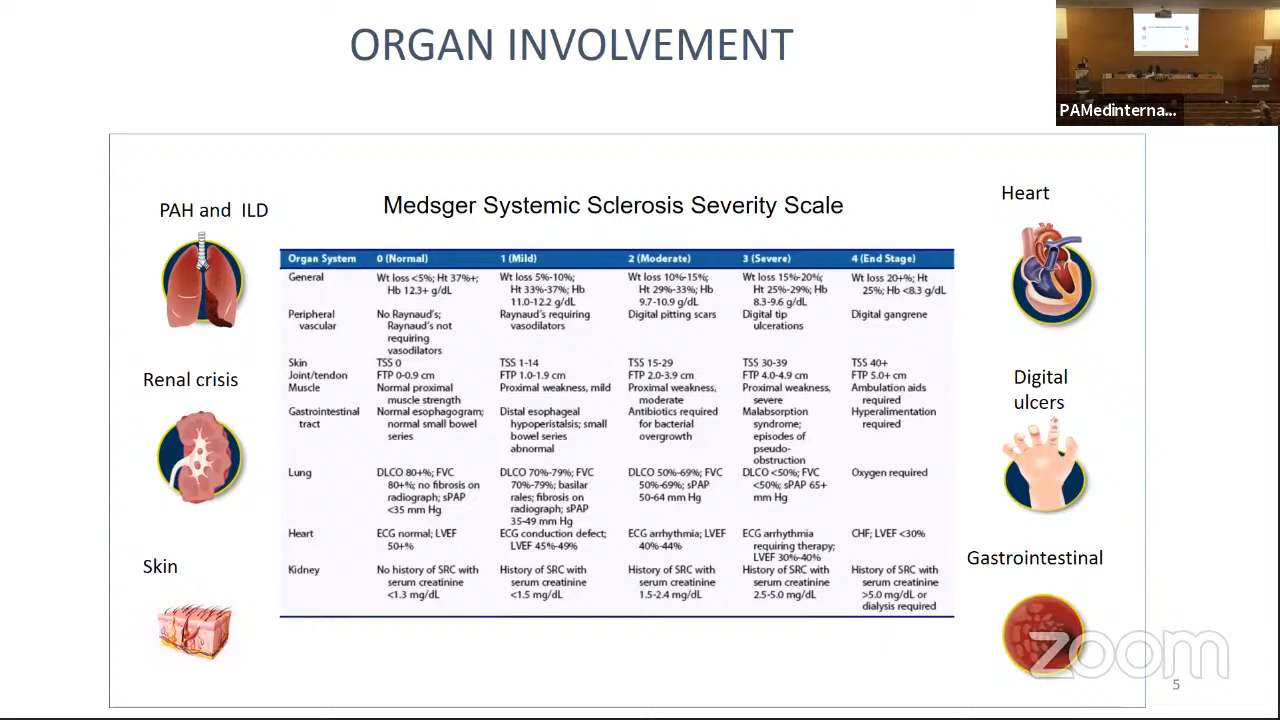 ORGAN INVOLVEMENT
PAMedinterna...
PAH and ILD
Renal crisis
Skin
Medsger Systemic Sclerosis Severity Scale
Organ System 0 (Normal) 1 (Mild) 2 (Moderate) 3 (Severe) 4 (End Stage)
General Wt loss <5%; Ht 37%+; Wt loss 5%-10%; Wt loss 10%-15%; Wt loss 15%-20%; Wt loss 20+%; Ht
Hb 12.3+ g/dL Ht 33%-37%; Hb Ht 29%-33%; Hb Ht 25%-29%; Hb 25%; Hb <8.3 g/dL
11.0-12.2 g/dL 9.7-10.9 g/dL 8.3-9.6 g/dL
Peripheral No Raynaud's; Raynaud's requiring Digital pitting scars Digital tip Digital gangrene
vascular Raynaud's not vasodilators ulcerations
requiring
vasodilators
Skin TSS 0 TSS 1-14 TSS 15-29 TSS 30-39 TSS 40+
Joint/tendon FTP 0-0.9 cm FTP 1.0-1.9 cm FTP 2.0-3.9 cm FTP 4.0-4.9 cm FTP 5.0+ cm
Muscle Normal proximal Proximal weakness, mild Proximal weakness, Proximal weakness, Ambulation aids
muscle strength moderate severe required
Gastrointestinal Normal esophagogram; Distal esophageal Antibiotics required Malabsorption Hyperalimentation
tract normal small bowel hypoperistalsis; small for bacterial syndrome; required
series bowel series overgrowth episodes of
abnormal pseudo-
obstruction
Lung DLCO 80+%; FVC DLCO 70%-79%; FVC DLCO 50%-69%; FVC DLCO <50%; FVC Oxygen required
80+%; no fibrosis on 70%-79%; basilar 50%-69%; sPAP <50%; sPAP 65+
radiograph; sPAP rales; fibrosis on 50-64 mm Hg mm Hg
<35 mm Hg radiograph; sPAP
35-49 mm Hg
Heart ECG normal; LVEF ECG conduction defect; ECG arrhythmia; LVEF ECG arrhythmia CHF; LVEF <30%
50+% LVEF 45%-49% 40%-44% requiring therapy;
LVEF 30%-40%
Kidney No history of SRC with History of SRC with History of SRC with History of SRC with History of SRC with
serum creatinine serum creatinine serum creatinine serum creatinine serum creatinine
<1.3 mg/dL <1.5 mg/dL 1.5-2.4 mg/dL 2.5-5.0 mg/dL >5.0 mg/dL or
dialysis required
Heart
Digital
ulcers
Gastrointestinal
zoom
5